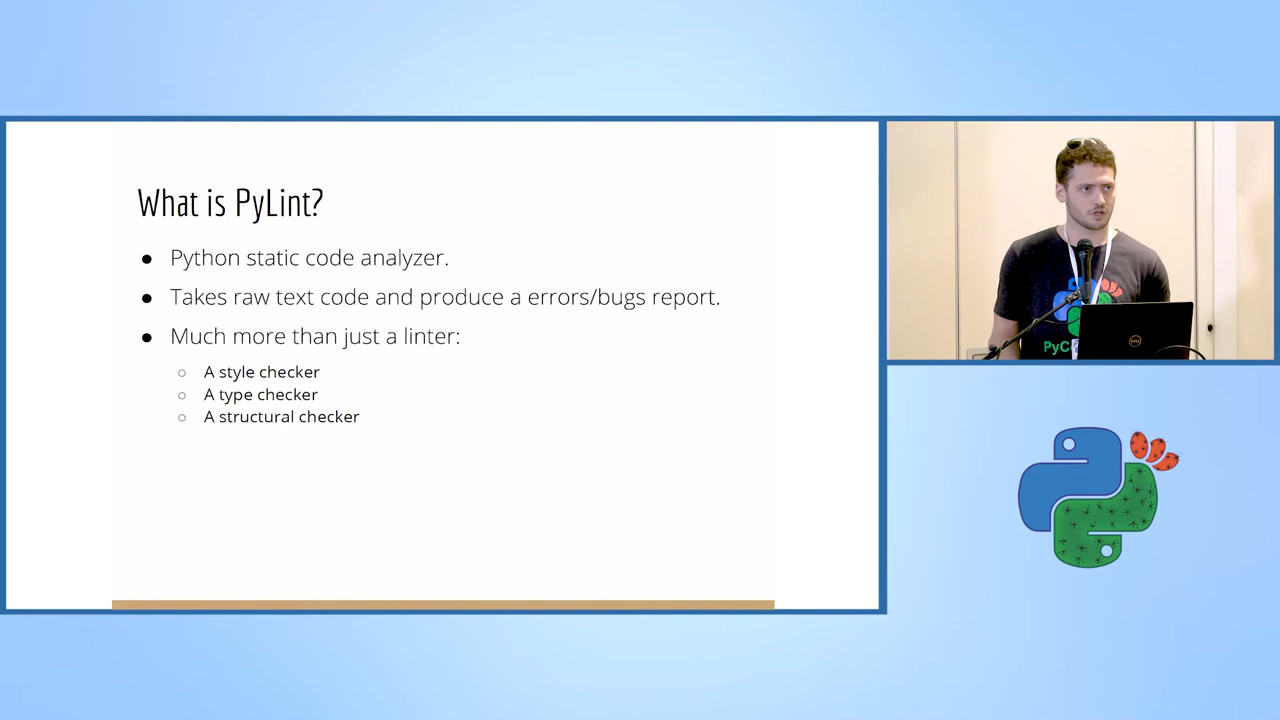 What is PyLint?
● Python static code analyzer.
● Takes raw text code and produce a errors/bugs report.
● Much more than just a linter:
○ A style checker
○ A type checker
○ A structural checker
PyC
DELL